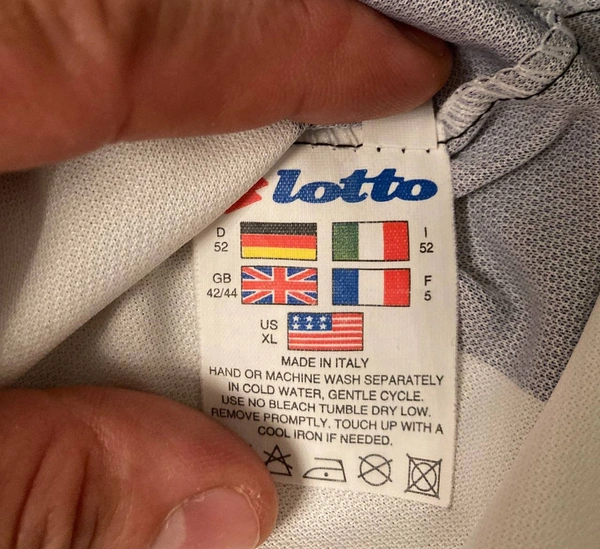 lotto
D 52
I 52
GB 42/44
F 5
US XL
MADE IN ITALY
HAND OR MACHINE WASH SEPARATELY
IN COLD WATER, GENTLE CYCLE.
USE NO BLEACH TUMBLE DRY LOW.
REMOVE PROMPTLY. TOUCH UP WITH A
COOL IRON IF NEEDED.